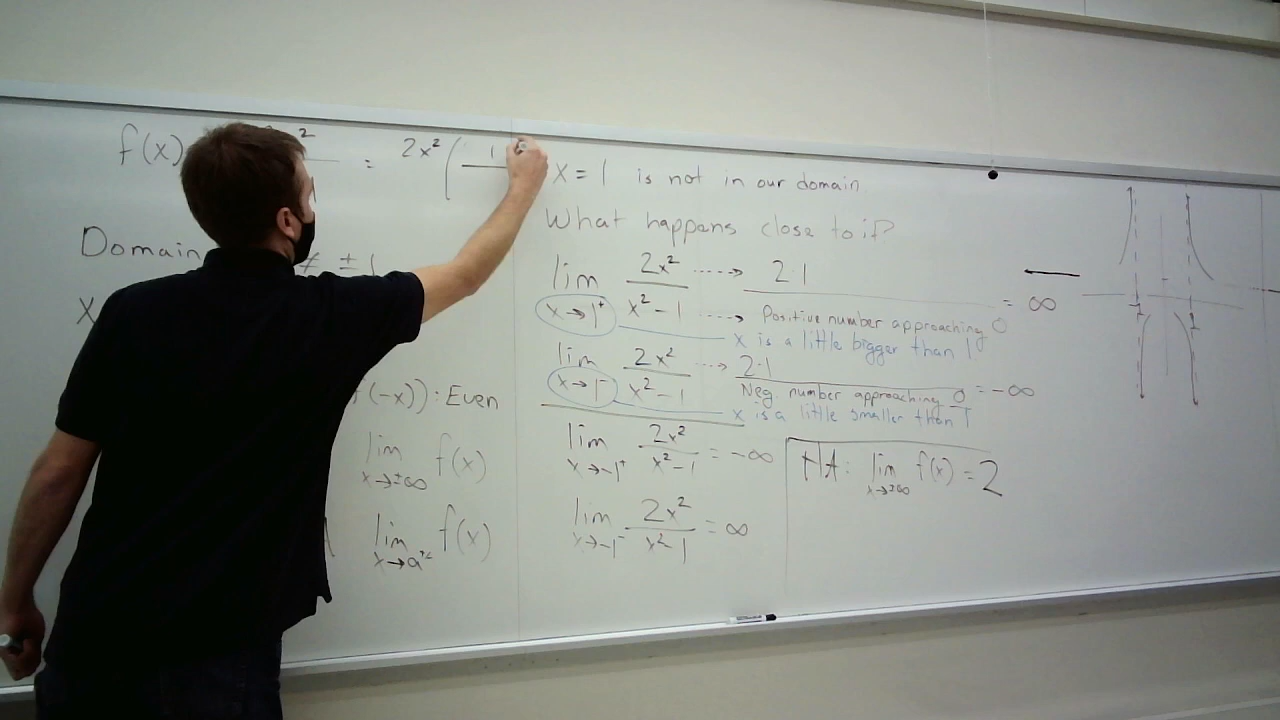 f(x) 2 = 2x² ( 1
Domain ≠ ±1
X
f(-x)) : Even
lim x→±∞ f(x)
lim x→a⁺⁄₋ f(x)
x = 1 is not in our domain
What happens close to it?
lim x→1⁺ 2x²/(x² - 1) ----> 2·1 / Positive number approaching 0 = ∞
x is a little bigger than 1
lim x→1⁻ 2x²/(x² - 1) ---> 2·1 / Neg. number approaching 0 = -∞
x is a little smaller than 1
lim x→-1⁺ 2x²/(x² - 1) = -∞
lim x→-1⁻ 2x²/(x² - 1) = ∞
HA: lim x→±∞ f(x) = 2
-1 1